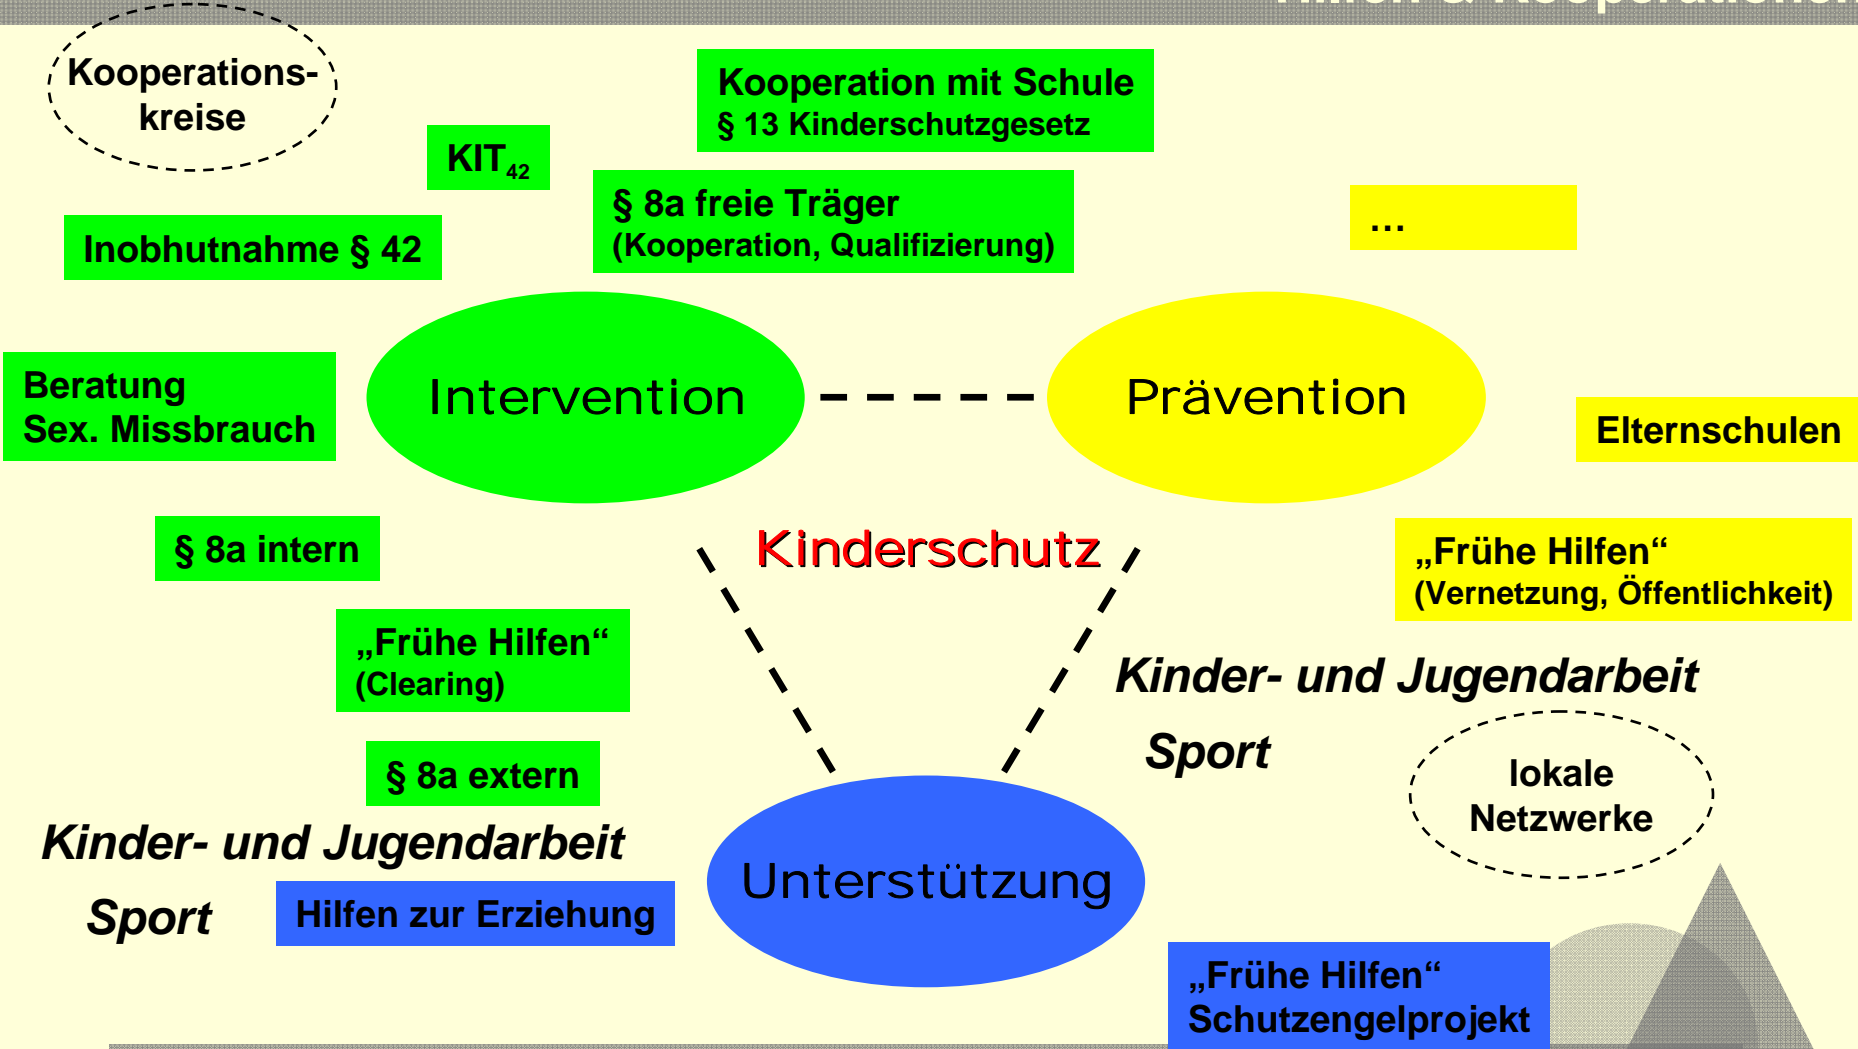 Hilfen & Kooperationen
Kooperations-
kreise
Kooperation mit Schule
§ 13 Kinderschutzgesetz
KIT42
§ 8a freie Träger
(Kooperation, Qualifizierung)
…
Inobhutnahme § 42
Intervention
Prävention
Beratung
Sex. Missbrauch
Elternschulen
Kinderschutz
§ 8a intern
„Frühe Hilfen“
(Vernetzung, Öffentlichkeit)
„Frühe Hilfen“
(Clearing)
Kinder- und Jugendarbeit
Sport
lokale
Netzwerke
§ 8a extern
Kinder- und Jugendarbeit
Sport
Hilfen zur Erziehung
Unterstützung
„Frühe Hilfen“
Schutzengelprojekt